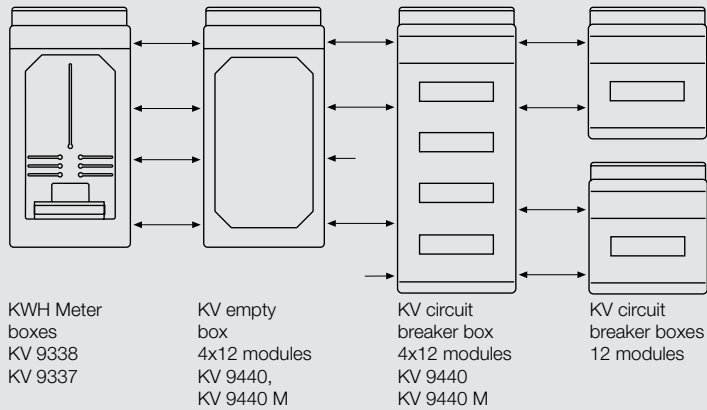 KWH Meter
boxes
KV 9338
KV 9337
KV empty
box
4x12 modules
KV 9440,
KV 9440 M
KV circuit
breaker box
4x12 modules
KV 9440
KV 9440 M
KV circuit
breaker boxes
12 modules